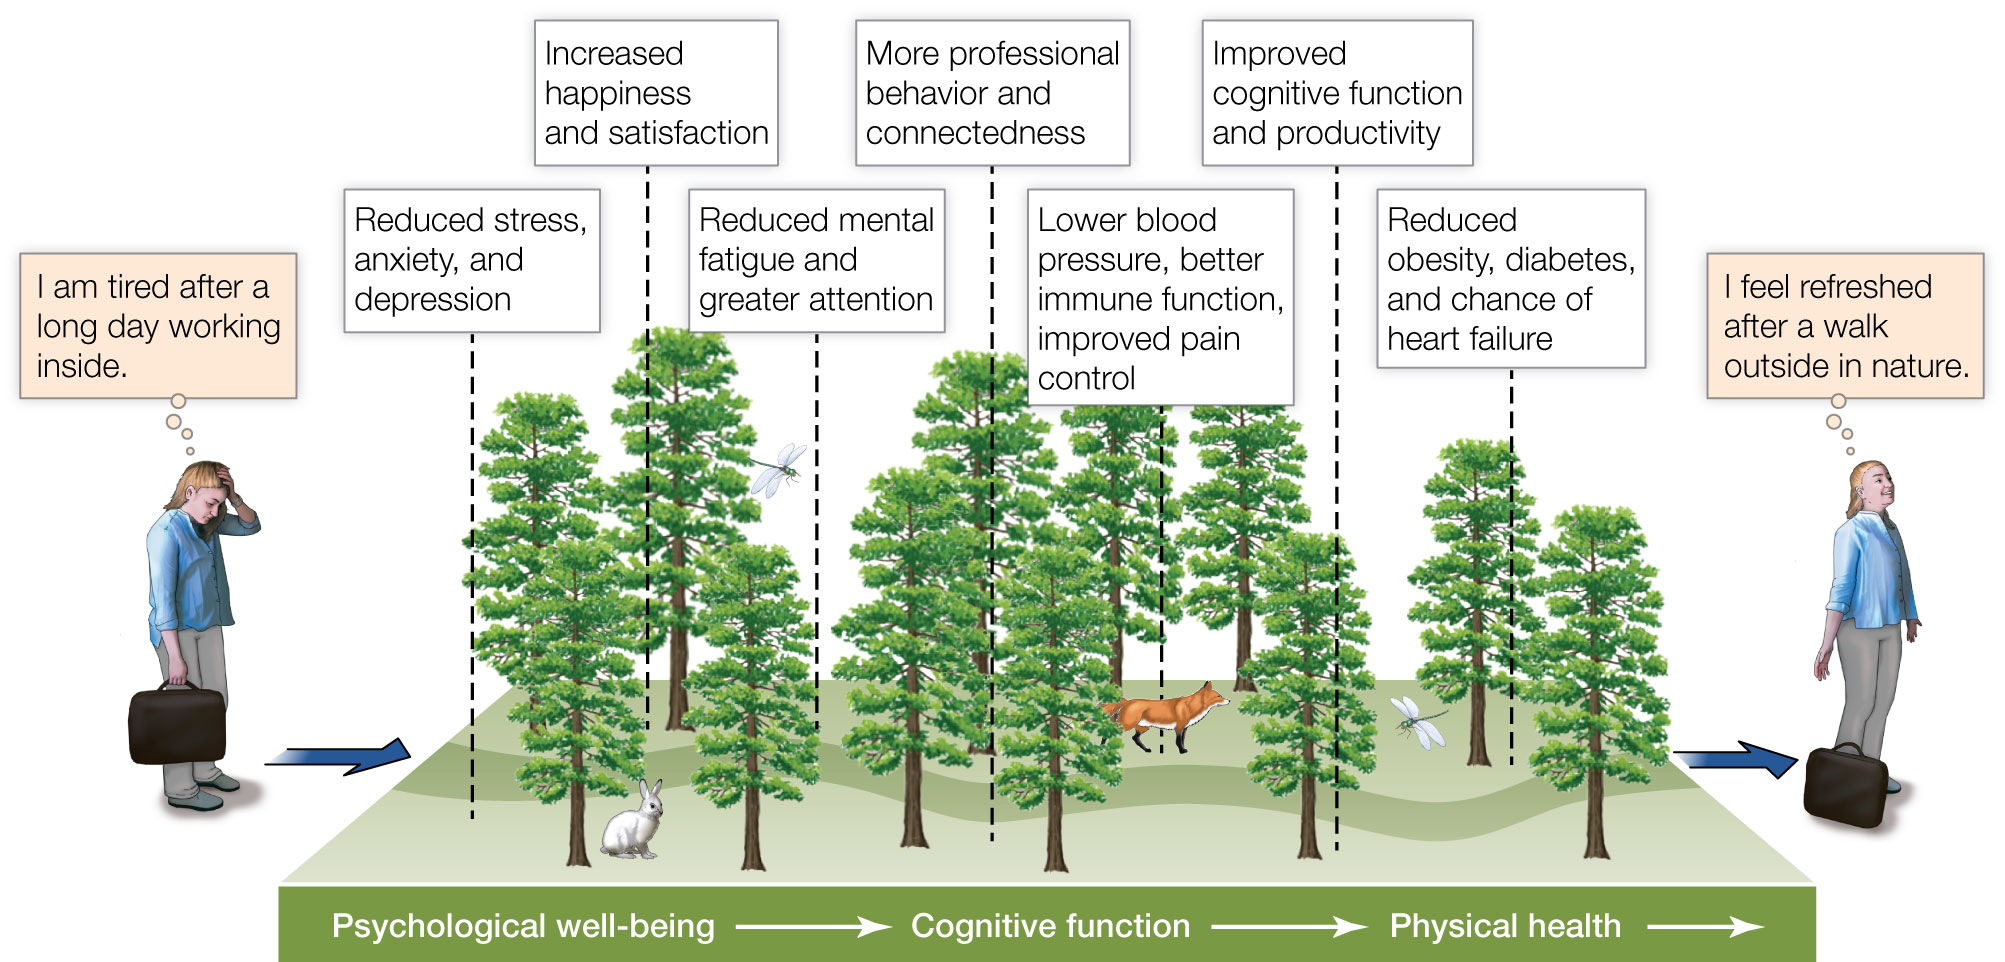 I am tired after a
long day working
inside.
Reduced stress,
anxiety, and
depression
Increased
happiness
and satisfaction
Reduced mental
fatigue and
greater attention
More professional
behavior and
connectedness
Lower blood
pressure, better
immune function,
improved pain
control
Improved
cognitive function
and productivity
Reduced
obesity, diabetes,
and chance of
heart failure
I feel refreshed
after a walk
outside in nature.
Psychological well-being
Cognitive function
Physical health